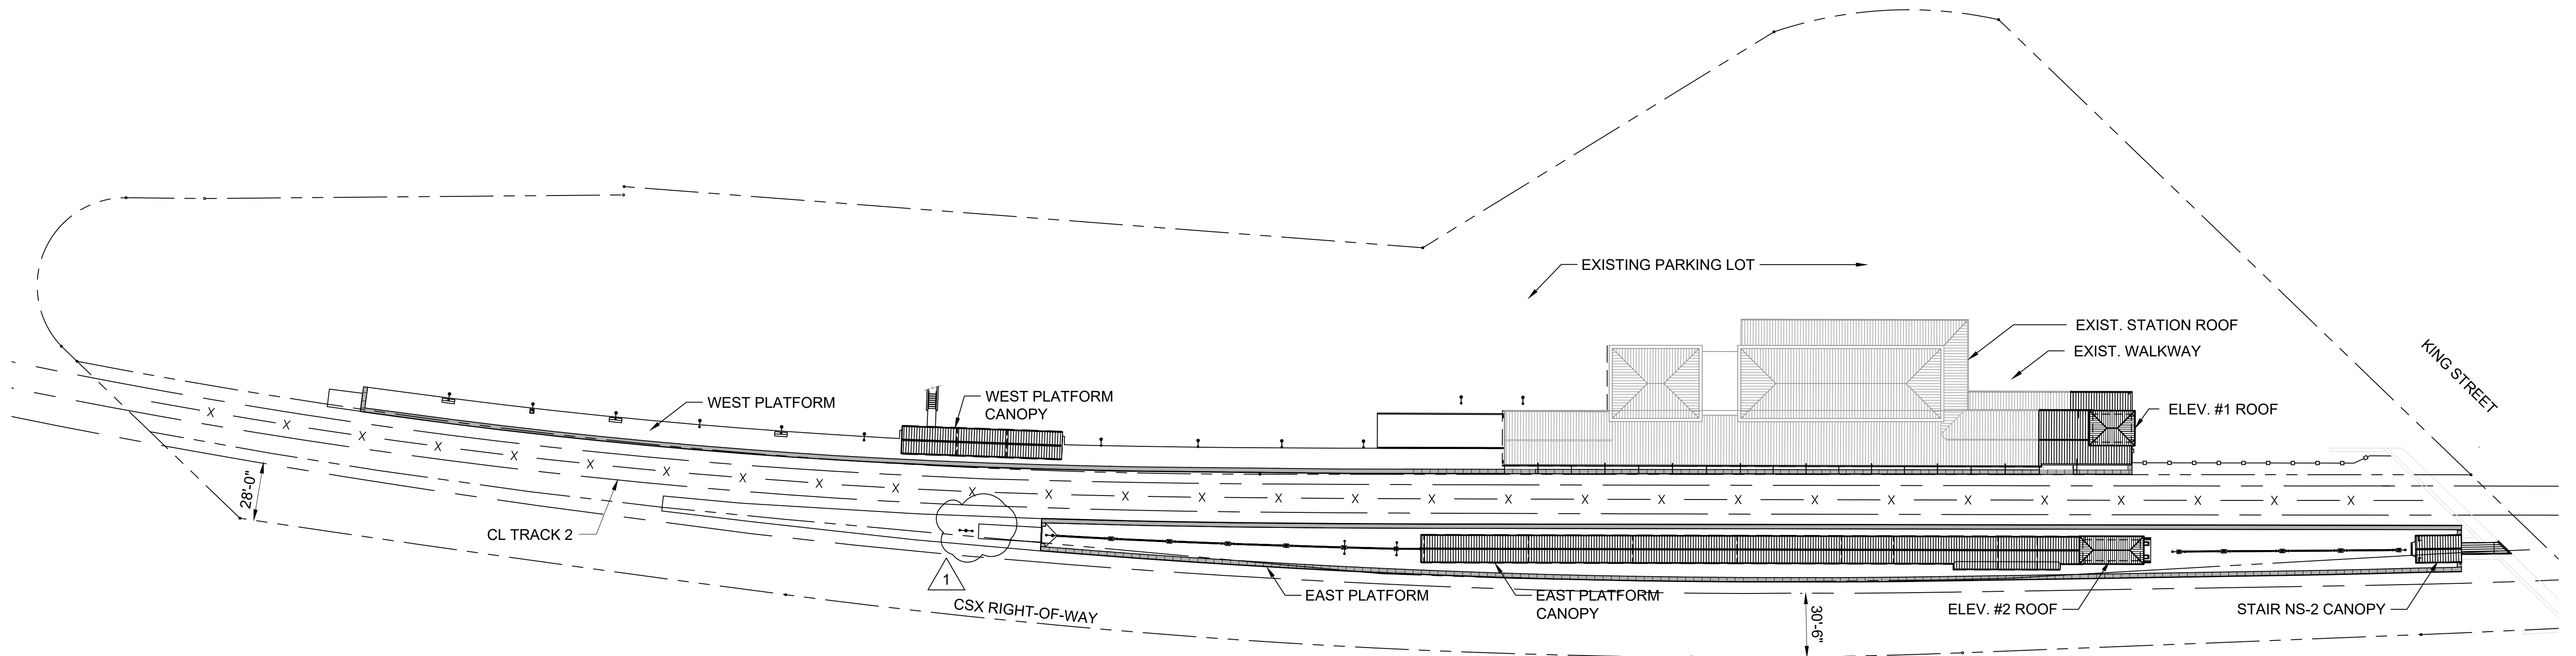 EXISTING PARKING LOT
EXIST. STATION ROOF
EXIST. WALKWAY
KING STREET
WEST PLATFORM
WEST PLATFORM
CANOPY
ELEV. #1 ROOF
X X X X X X X X X X X X X X X X X X X X X X X X X X X X X
28'-0"
CL TRACK 2
1
CSX RIGHT-OF-WAY
EAST PLATFORM
EAST PLATFORM
CANOPY
30'-6"
ELEV. #2 ROOF
STAIR NS-2 CANOPY